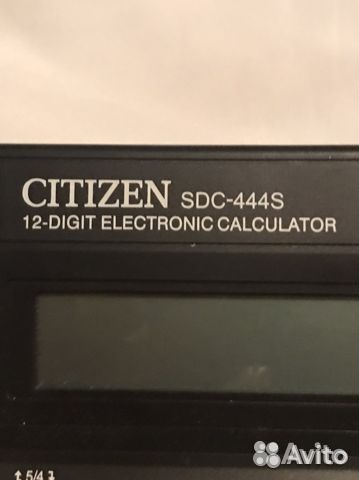 CITIZEN SDC-444S
12-DIGIT ELECTRONIC CALCULATOR
↥5/4↧
Avito